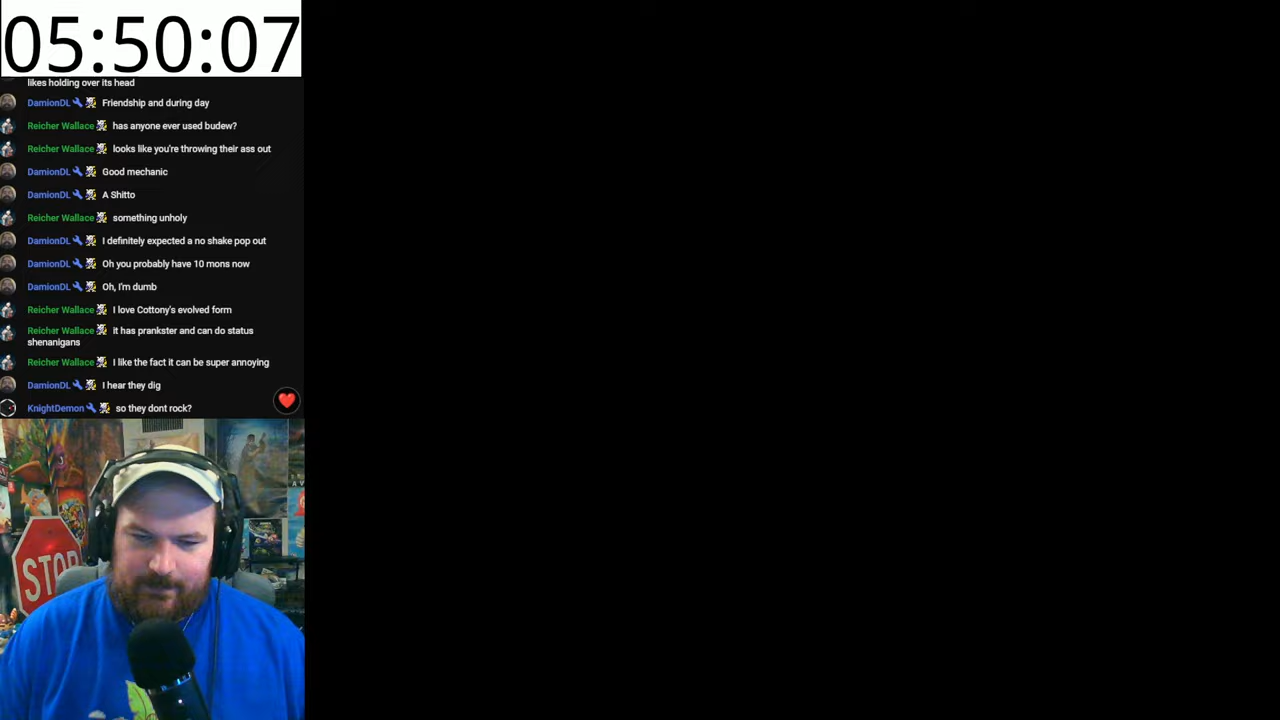 05:50:07
likes holding over its head
DamionDL Friendship and during day
Reicher Wallace has anyone ever used budew?
Reicher Wallace looks like you're throwing their ass out
DamionDL Good mechanic
DamionDL A Shitto
Reicher Wallace something unholy
DamionDL I definitely expected a no shake pop out
DamionDL Oh you probably have 10 mons now
DamionDL Oh, I'm dumb
Reicher Wallace I love Cottony's evolved form
Reicher Wallace it has prankster and can do status
shenanigans
Reicher Wallace I like the fact it can be super annoying
DamionDL I hear they dig
KnightDemon so they dont rock?
STOP